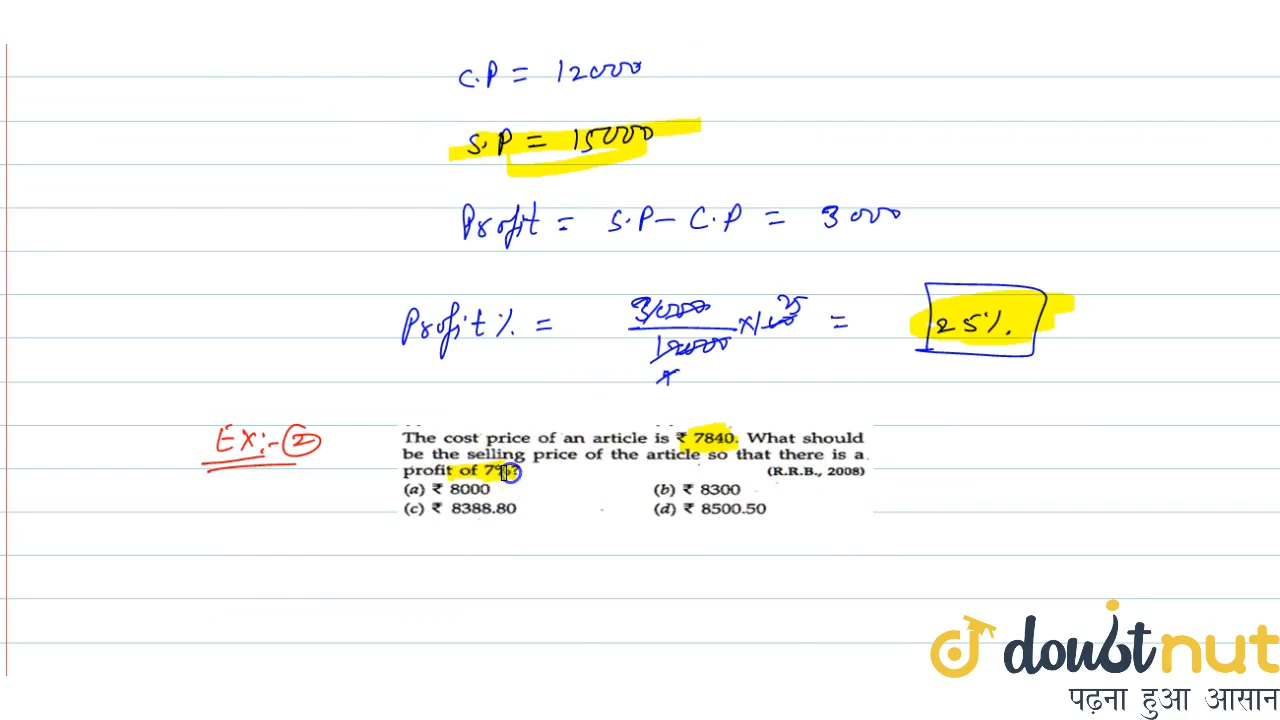 C.P = 12000
S.P = 15000
Profit = S.P - C.P = 3000
Profit % = 3000/12000 × 100 25 = 25%.
EX:- 2
The cost price of an article is ₹ 7840. What should
be the selling price of the article so that there is a
profit of 7%? (R.R.B., 2008)
(a) ₹ 8000 (b) ₹ 8300
(c) ₹ 8388.80 (d) ₹ 8500.50
doubtnut
पढ़ना हुआ आसान